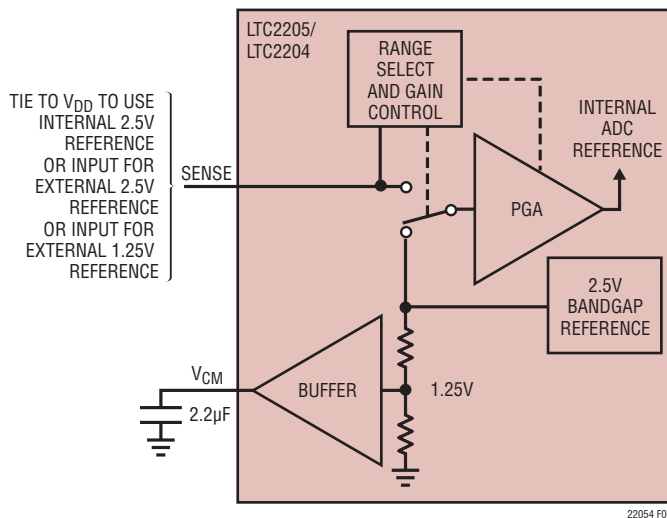 LTC2205/
LTC2204
RANGE
SELECT
AND GAIN
CONTROL
TIE TO VDD TO USE
INTERNAL 2.5V
REFERENCE
OR INPUT FOR
EXTERNAL 2.5V
REFERENCE
OR INPUT FOR
EXTERNAL 1.25V
REFERENCE
SENSE
INTERNAL
ADC
REFERENCE
PGA
2.5V
BANDGAP
REFERENCE
VCM
BUFFER
1.25V
2.2µF